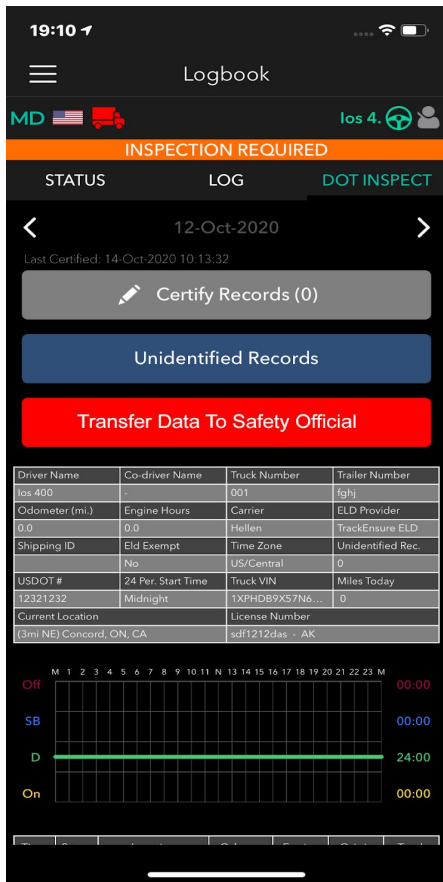 19:10
Logbook
MD
Ios 4.
INSPECTION REQUIRED
STATUS LOG DOT INSPECT
12-Oct-2020
Last Certified: 14-Oct-2020 10:13:32
Certify Records (0)
Unidentified Records
Transfer Data To Safety Official
Driver Name Co-driver Name Truck Number Trailer Number
Ios 400 - 001 fghj
Odometer (mi.) Engine Hours Carrier ELD Provider
0.0 0.0 Hellen TrackEnsure ELD
Shipping ID Eld Exempt Time Zone Unidentified Rec.
No US/Central 0
USDOT # 24 Per. Start Time Truck VIN Miles Today
12321232 Midnight 1XPHDB9X57N6... 0
Current Location License Number
(3mi NE) Concord, ON, CA sdf1212das - AK
M 1 2 3 4 5 6 7 8 9 10 11 N 13 14 15 16 17 18 19 20 21 22 23 M
Off 00:00
SB 00:00
D 24:00
On 00:00